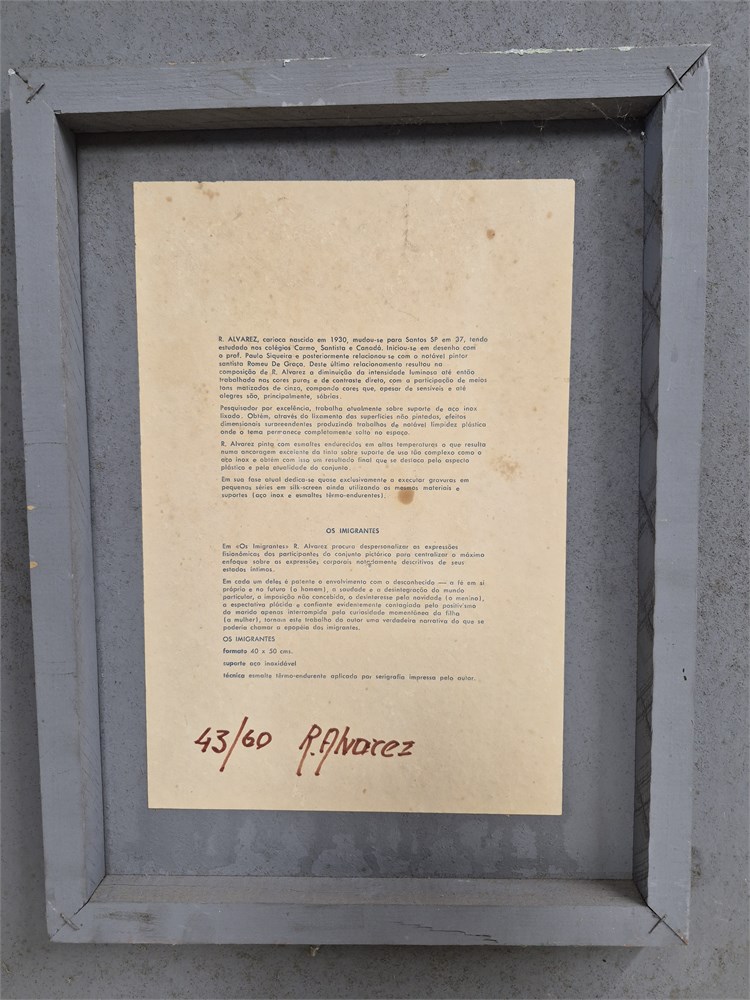 R. ALVAREZ, carioca nascido em 1930, mudou-se para Santos SP em 37, tendo
estudado nos colégios Carmo, Santista e Canadá. Iniciou-se em desenho com
o prof. Paulo Siqueira e posteriormente relacionou-se com o notável pintor
santista Romeu De Graça. Deste último relacionamento resultou na
composição de R. Alvarez a diminuição da intensidade luminosa até então
trabalhada nas cores puras e de contraste direto, com a participação de meios
tons matizados de cinza, compondo cores que, apesar de sensíveis e até
alegres são, principalmente, sóbrias.
Pesquisador por excelência, trabalha atualmente sobre suporte de aço inox
lixado. Obtém, através do lixamento das superfícies não pintadas, efeitos
dimensionais surpreendentes produzindo trabalhos de notável limpidez plástica
onde o tema permanece completamente solto no espaço.
R. Alvarez pinta com esmaltes endurecidos em altas temperaturas o que resulta
numa ancoragem excelente da tinta sobre suporte de uso tão complexo como o
aço inox e obtém com isso um resultado final que se destaca pelo aspecto
plástico e pela atualidade do conjunto.
Em sua fase atual dedica-se quase exclusivamente a executar gravuras em
pequenas séries em silk-screen ainda utilizando os mesmos materiais e
suportes (aço inox e esmaltes têrmo-endurentes).
OS IMIGRANTES
Em «Os Imigrantes» R. Alvarez procura despersonalizar as expressões
fisionômicas dos participantes do conjunto pictórico para centralizar o máximo
enfoque sobre as expressões corporais notadamente descritivas de seus
estados íntimos.
Em cada um deles é patente o envolvimento com o desconhecido — a fé em si
próprio e no futuro (o homem), a saudade e a desintegração do mundo
particular, a imposição não concebida, o desinteresse pela novidade (a menina),
a expectativa plácida e confiante evidentemente contagiada pelo positivismo
do marido apenas interrompida pela curiosidade momentânea da filha
(a mulher), tornam este trabalho do autor uma verdadeira narrativa do que se
poderia chamar a epopéia dos imigrantes.
OS IMIGRANTES
formato 40 x 50 cms.
suporte aço inoxidável
técnica esmalte têrmo-endurente aplicado por serigrafia impressa pelo autor.
43/60 R.Alvarez